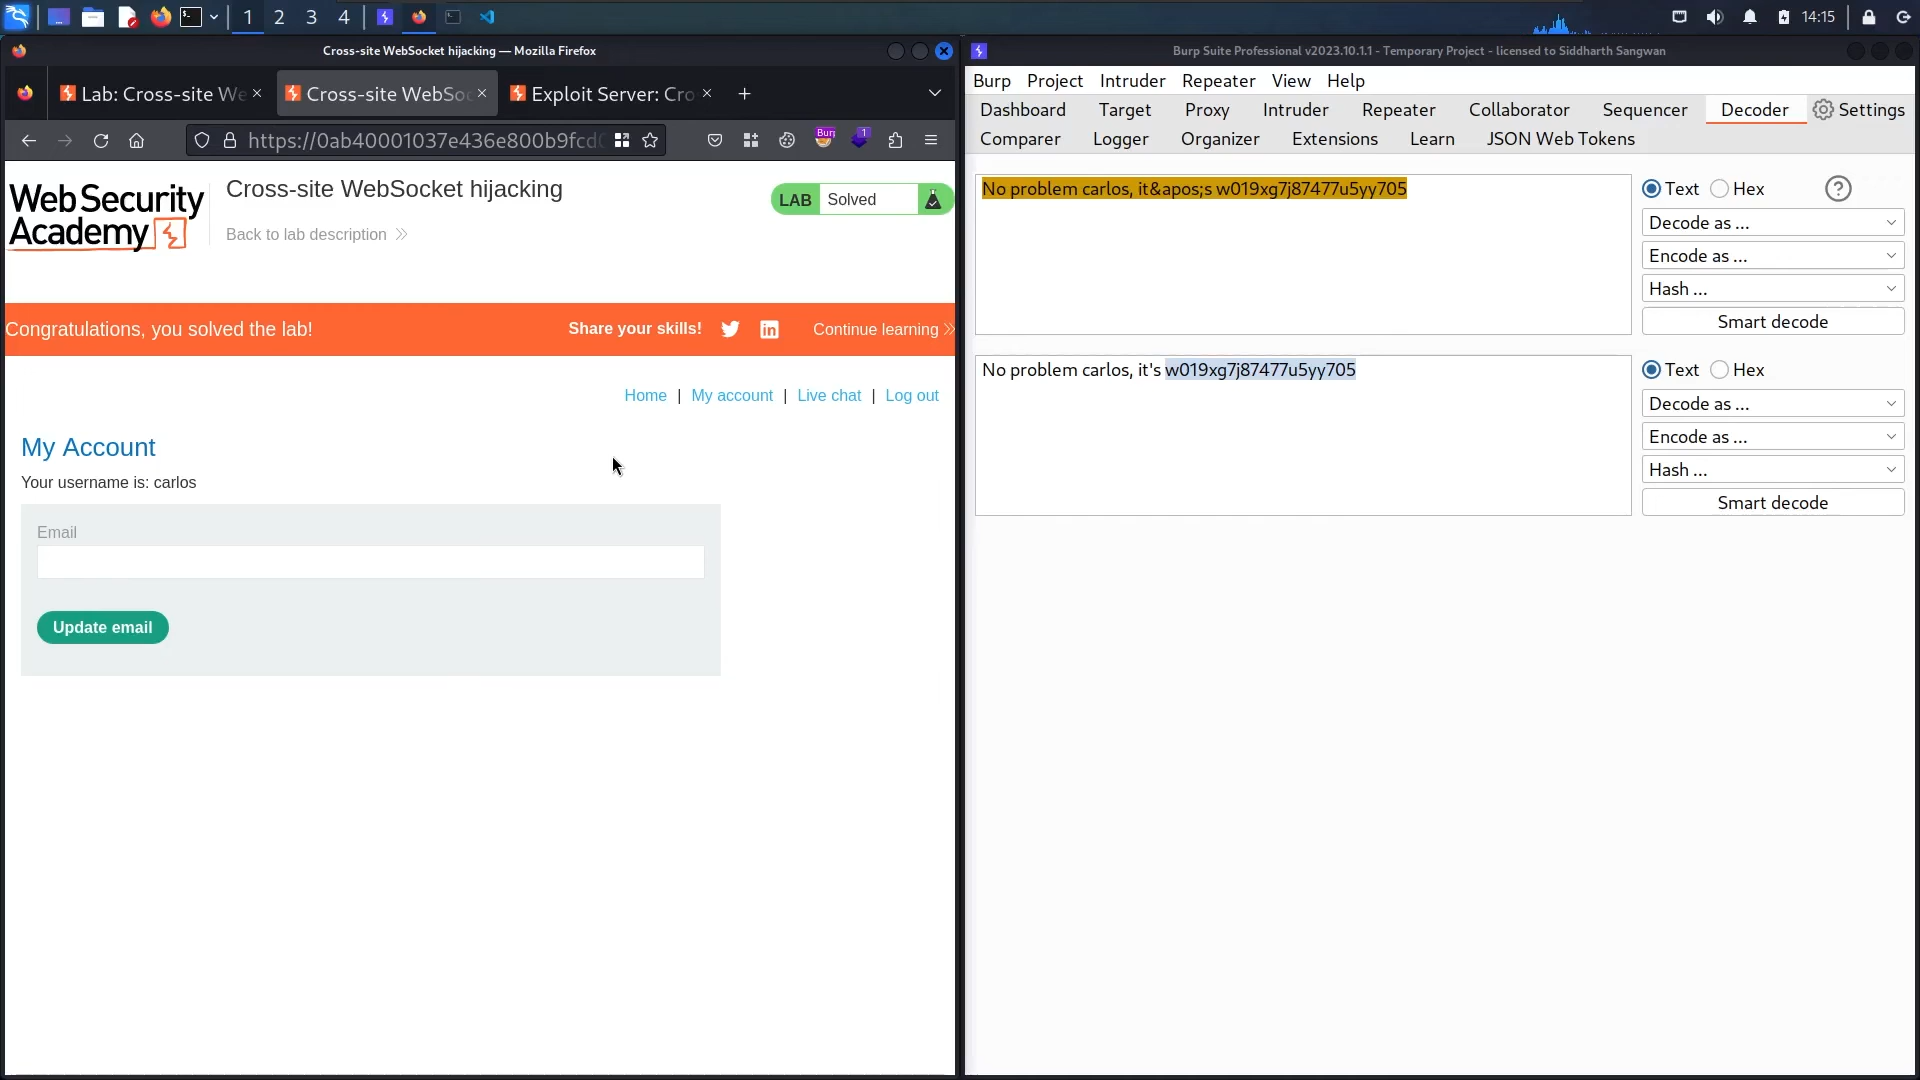 1 2 3 4
14:15
Cross-site WebSocket hijacking — Mozilla Firefox
Lab: Cross-site We
Cross-site WebSoc
Exploit Server: Cro
https://0ab40001037e436e800b9fcd
Burp
1
Web Security
Academy
Cross-site WebSocket hijacking
Back to lab description
LAB Solved
Congratulations, you solved the lab!
Share your skills!
Continue learning
Home | My account | Live chat | Log out
My Account
Your username is: carlos
Email
Update email
Burp Suite Professional v2023.10.1.1 - Temporary Project - licensed to Siddharth Sangwan
Burp Project Intruder Repeater View Help
Dashboard Target Proxy Intruder Repeater Collaborator Sequencer Decoder Settings
Comparer Logger Organizer Extensions Learn JSON Web Tokens
No problem carlos, it&apos;s w019xg7j87477u5yy705
Text Hex ?
Decode as ...
Encode as ...
Hash ...
Smart decode
No problem carlos, it's w019xg7j87477u5yy705
Text Hex
Decode as ...
Encode as ...
Hash ...
Smart decode